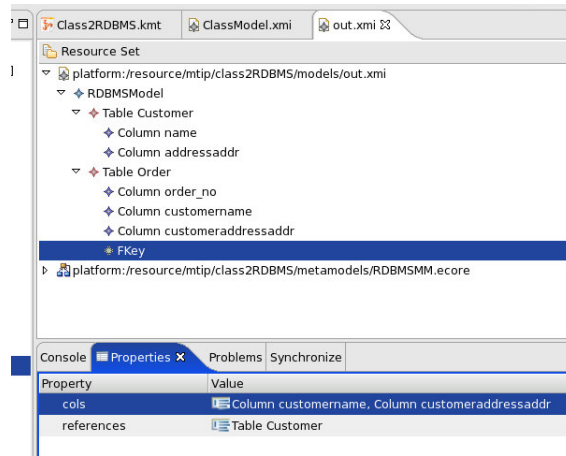 Class2RDBMS.kmt ClassModel.xmi out.xmi
Resource Set
platform:/resource/mtip/class2RDBMS/models/out.xmi
RDBMSModel
Table Customer
Column name
Column addressaddr
Table Order
Column order_no
Column customername
Column customeraddressaddr
FKey
platform:/resource/mtip/class2RDBMS/metamodels/RDBMSMM.ecore
Console Properties Problems Synchronize
Property Value
cols Column customername, Column customeraddressaddr
references Table Customer